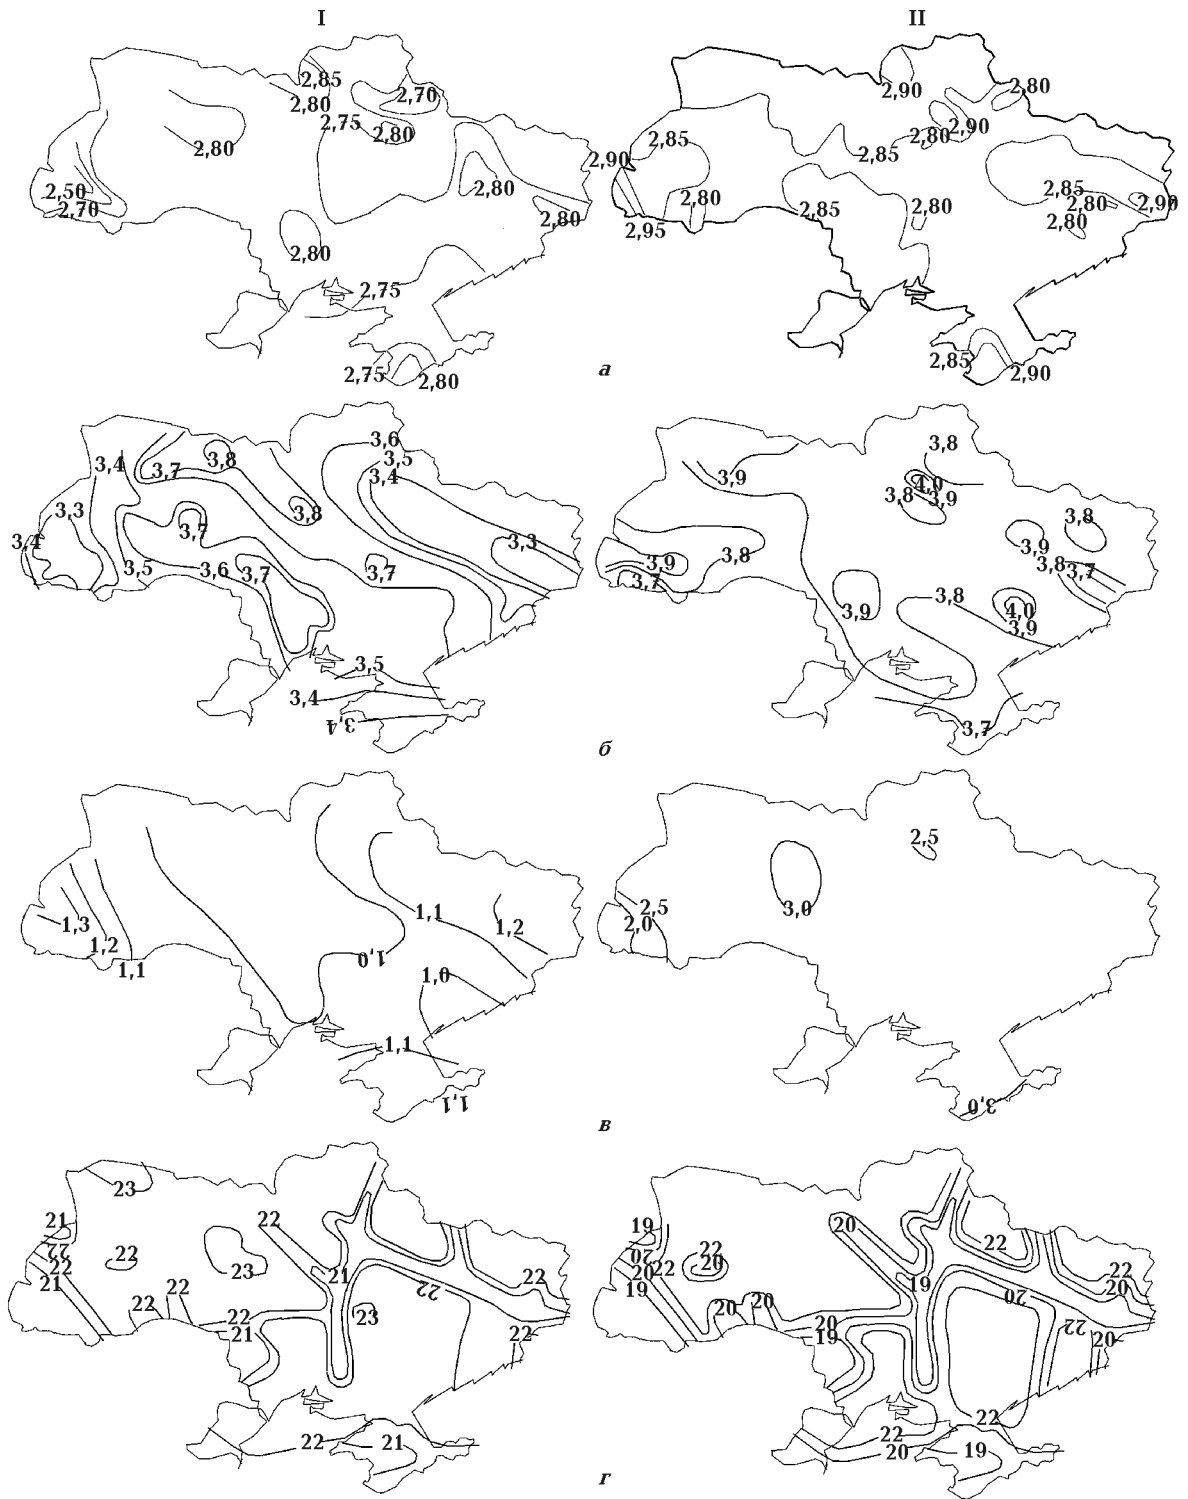 I II
2,85 2,80 2,70 2,75 2,80 2,80 2,50 2,70 2,80 2,80 2,80 2,75 2,75 2,80
2,90 2,80 2,85 2,80 2,90 2,85 2,90 2,85 2,80 2,90 2,80 2,85 2,80 2,80 2,95 2,85 2,90
а
3,6 3,5 3,4 3,8 3,7 3,4 3,3 3,8 3,4 3,7 3,3 3,5 3,6 3,7 3,7 3,5 3,4 3,4
3,8 3,9 4,0 3,8 3,9 3,8 3,9 3,8 3,9 3,8 3,7 3,7 3,8 3,9 4,0 3,9 3,7
б
1,1 1,3 1,2 1,2 1,1 1,0 1,0 1,1 1,1
2,5 3,0 2,5 2,0 3,0
в
23 21 22 22 22 22 23 21 21 22 22 22 22 23 22 21 22 22 21
19 20 22 20 22 20 22 22 20 19 19 20 20 20 20 22 20 19 20 22 22 20 19
г